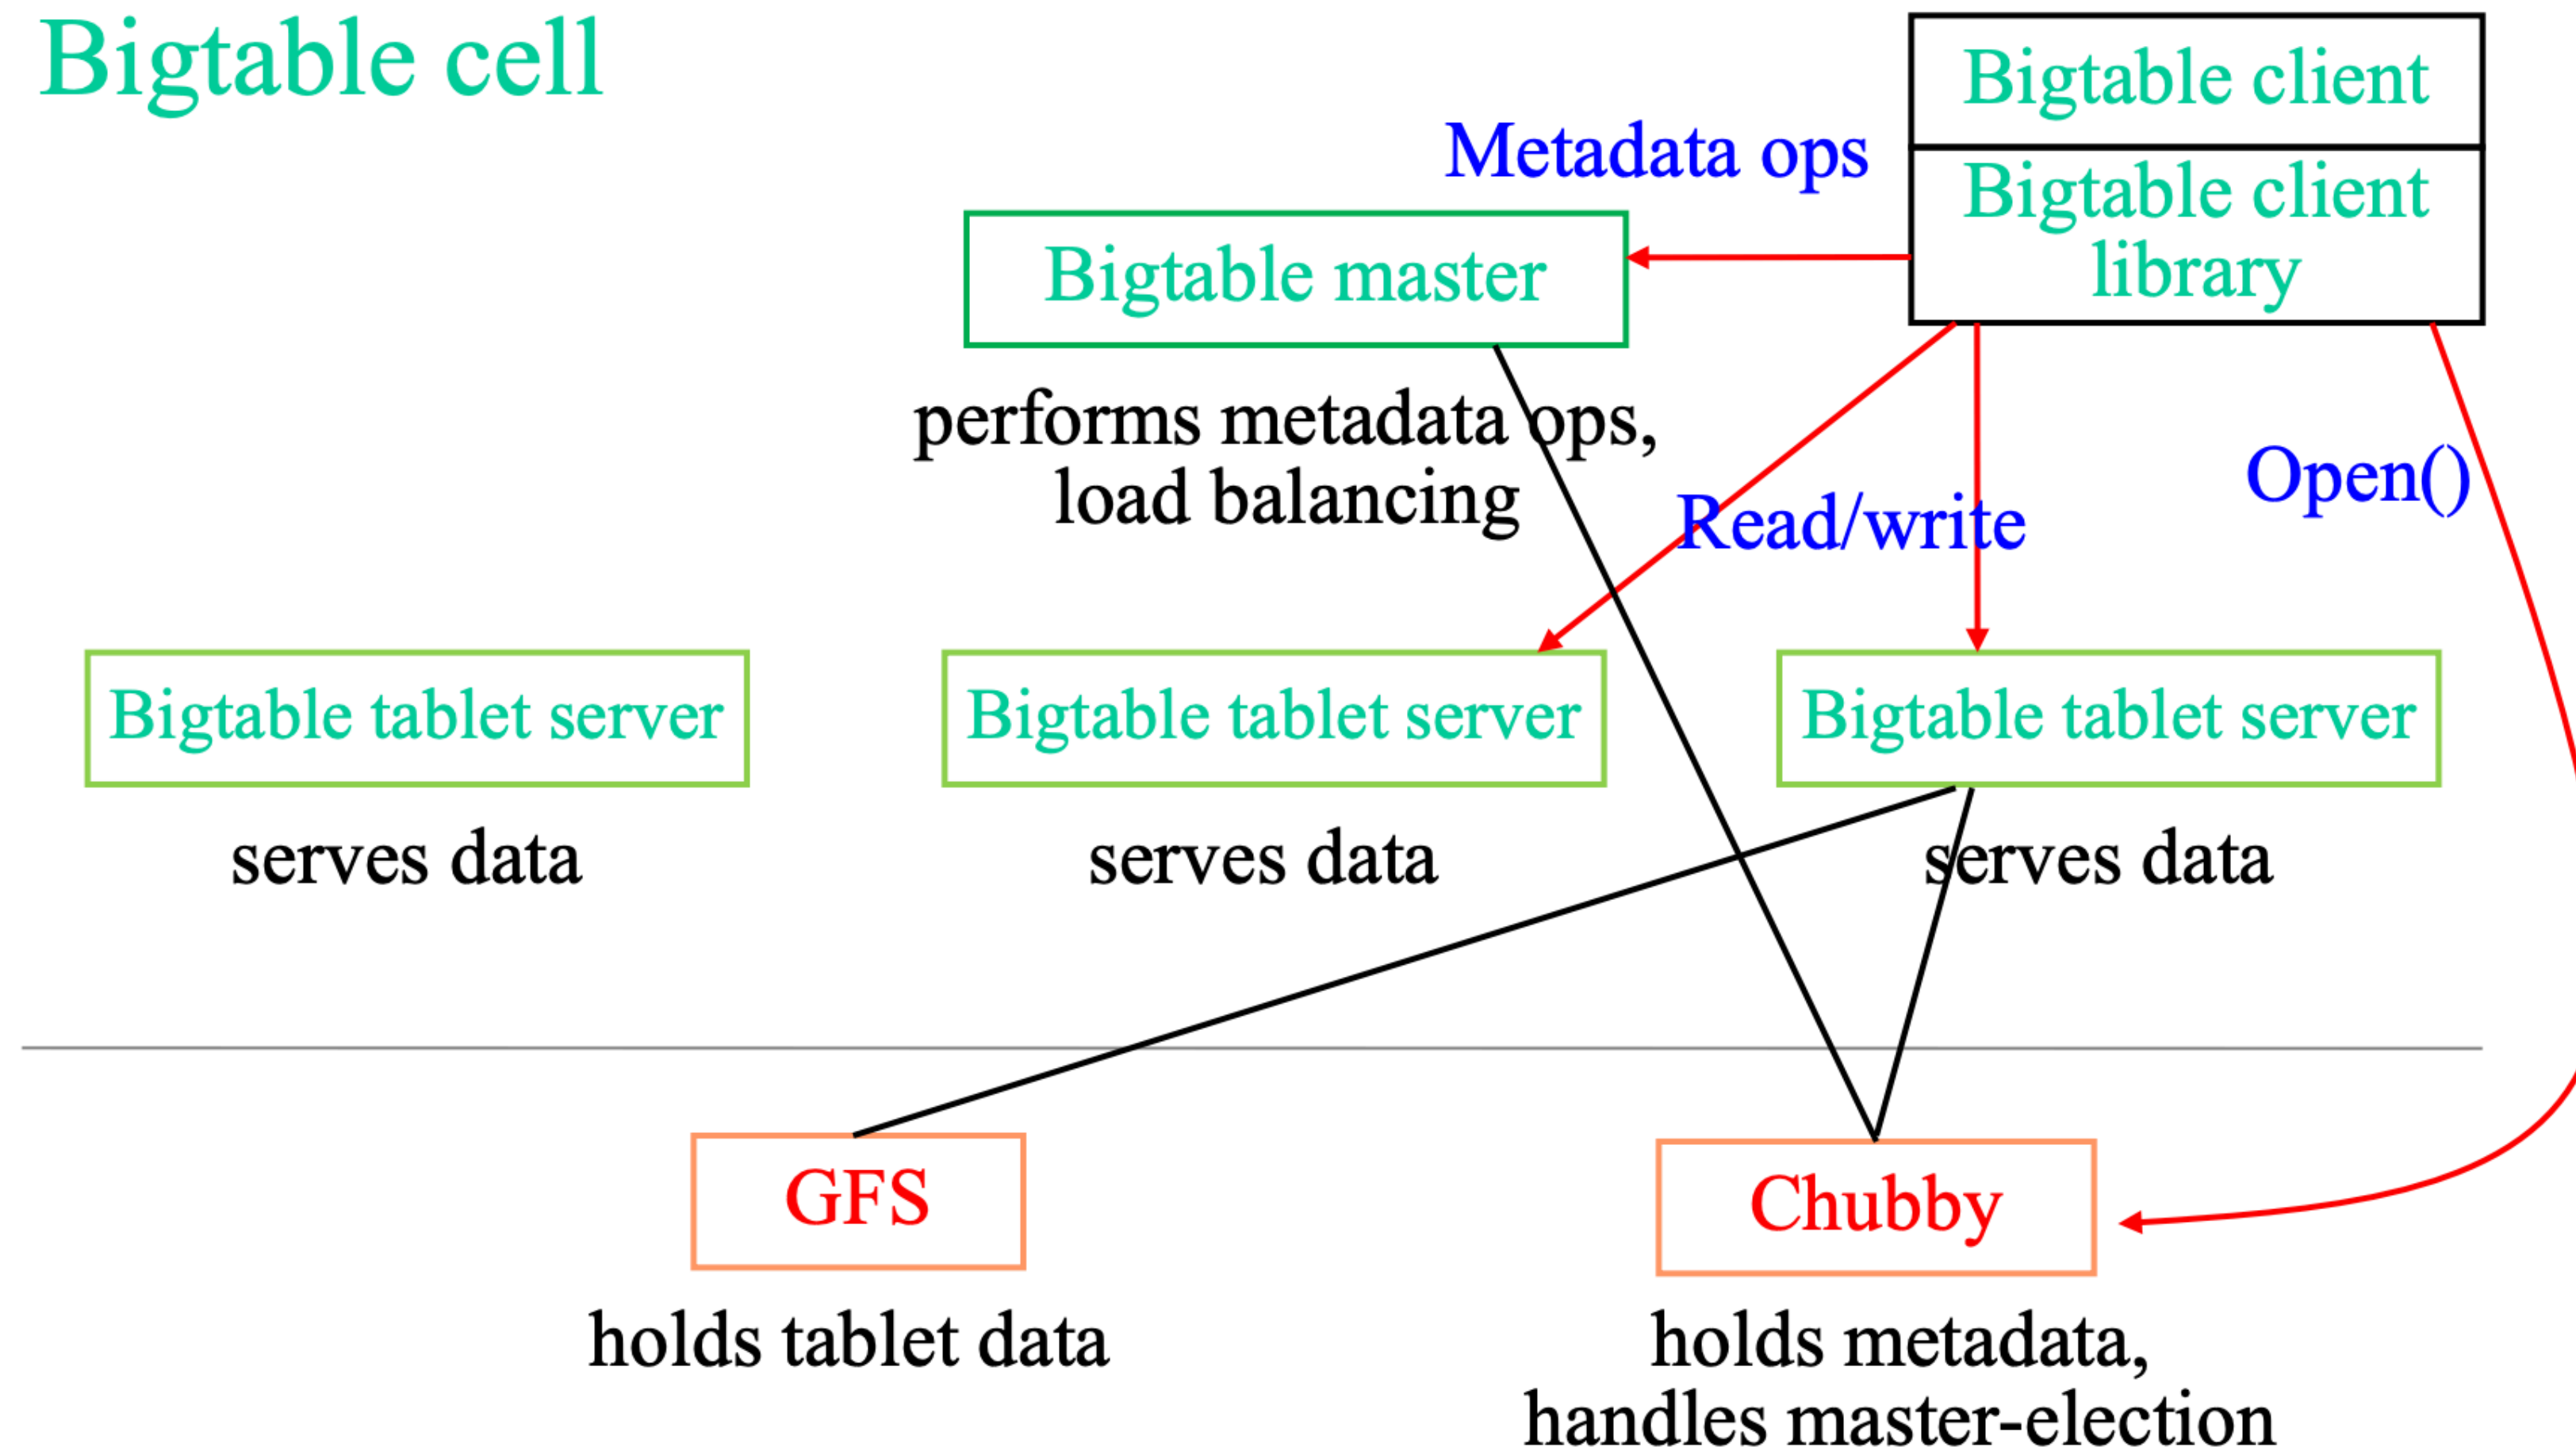 Bigtable cell
Bigtable client
Metadata ops
Bigtable client
library
Bigtable master
performs metadata ops,
load balancing
Read/write
Open()
Bigtable tablet server
Bigtable tablet server
Bigtable tablet server
serves data
serves data
serves data
GFS
Chubby
holds tablet data
holds metadata,
handles master-election